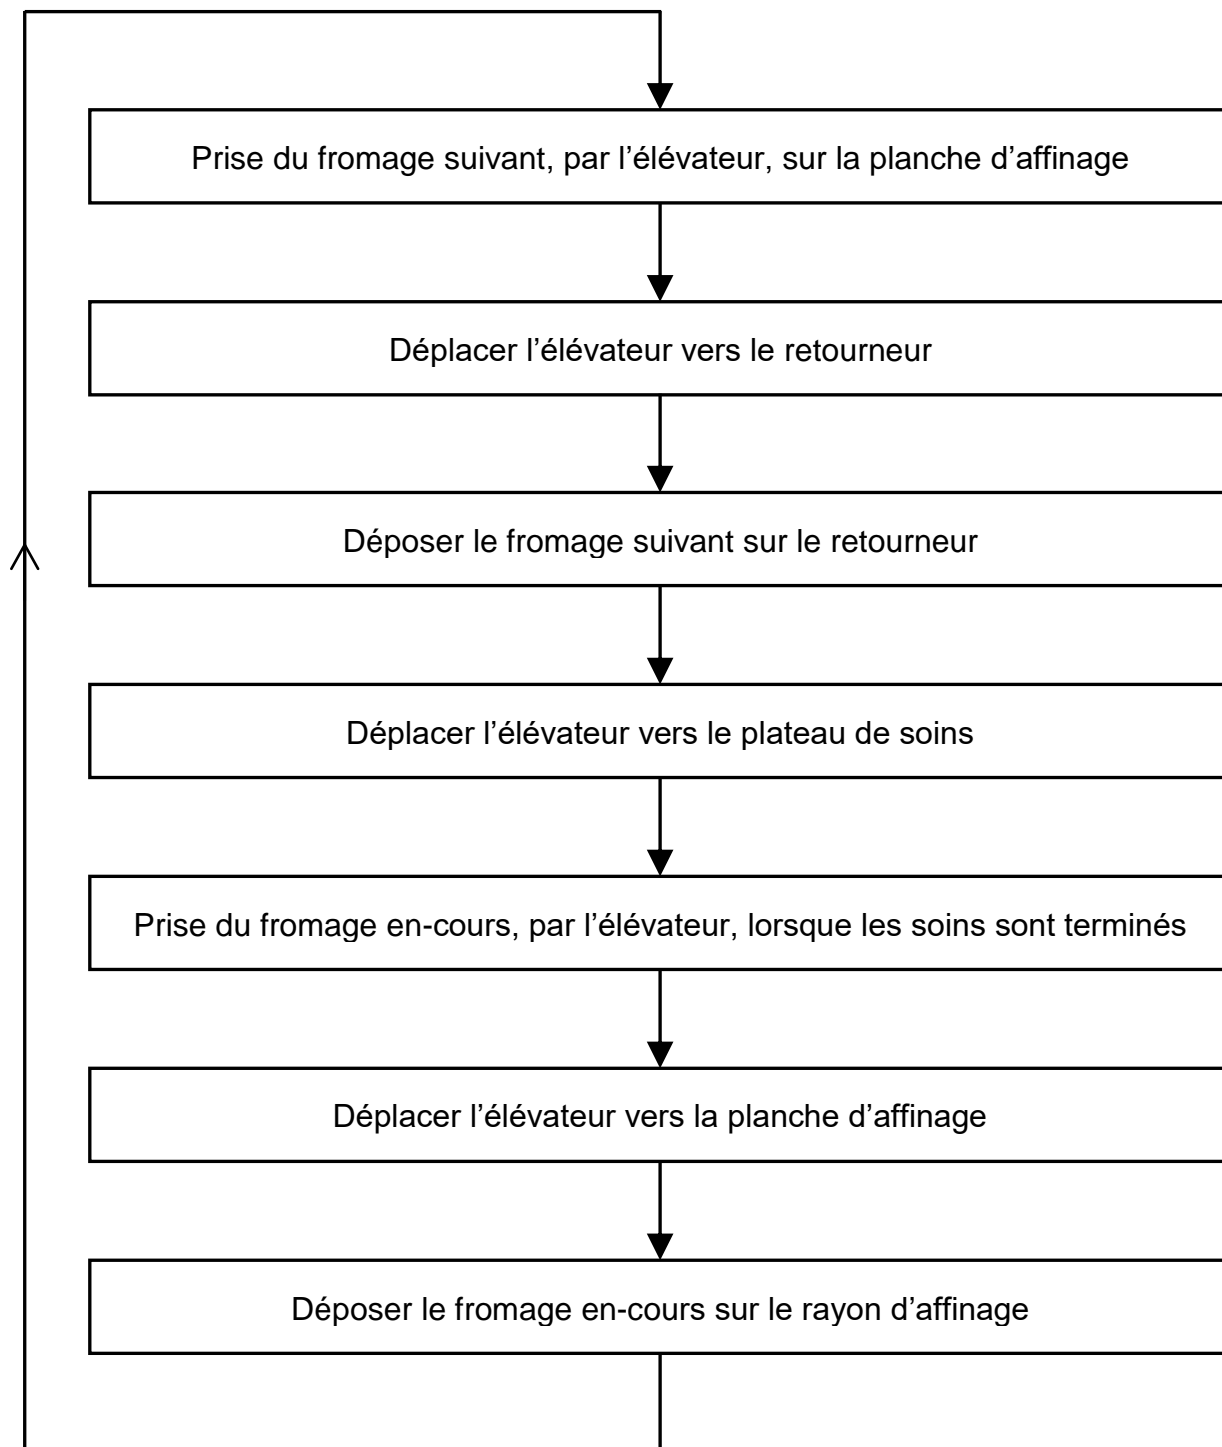 Prise du fromage suivant, par l’élévateur, sur la planche d’affinage
Déplacer l’élévateur vers le retourneur
Déposer le fromage suivant sur le retourneur
Déplacer l’élévateur vers le plateau de soins
Prise du fromage en-cours, par l’élévateur, lorsque les soins sont terminés
Déplacer l’élévateur vers la planche d’affinage
Déposer le fromage en-cours sur le rayon d’affinage